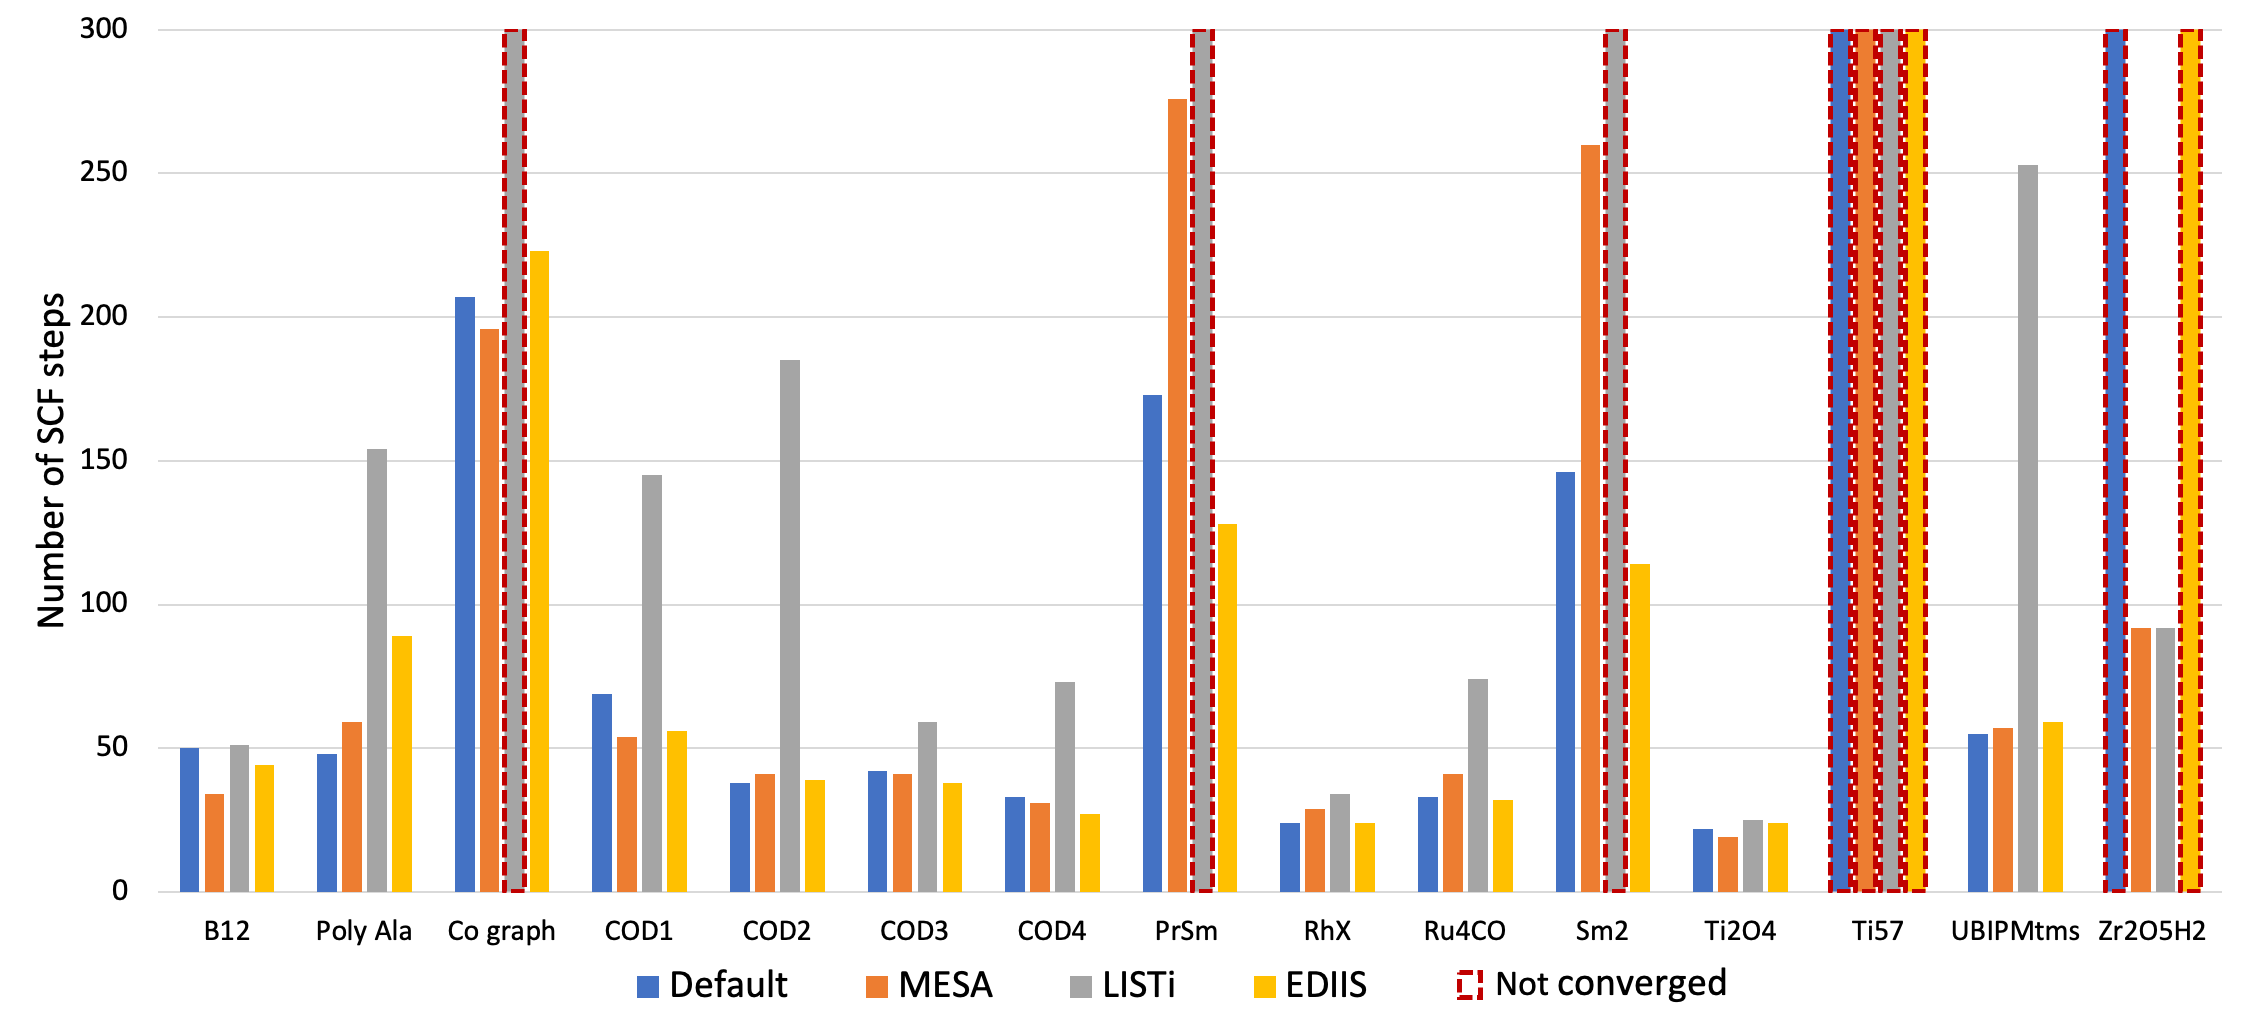 300
250
200
150
100
50
0
Number of SCF steps
B12 Poly Ala Co graph COD1 COD2 COD3 COD4 PrSm RhX Ru4CO Sm2 Ti2O4 Ti57 UBIPMtms Zr2O5H2
Default MESA LISTi EDIIS Not converged